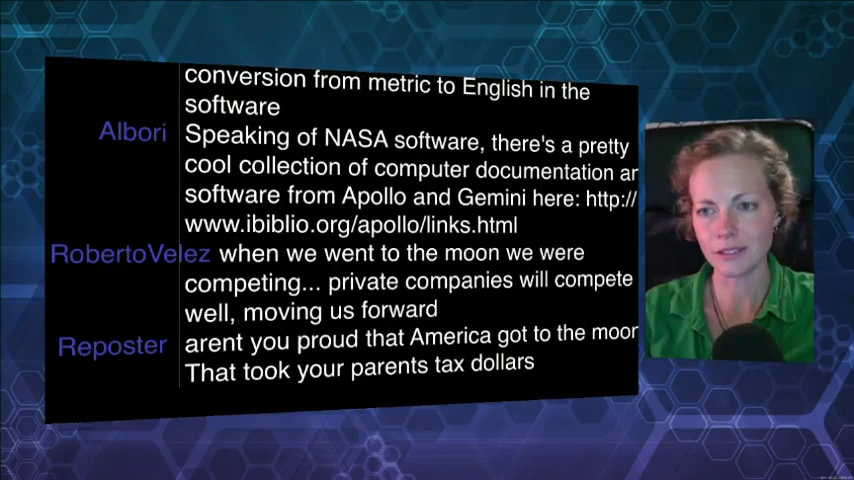 conversion from metric to English in the
software
Albori Speaking of NASA software, there's a pretty
cool collection of computer documentation ar
software from Apollo and Gemini here: http://
www.ibiblio.org/apollo/links.html
RobertoVelez when we went to the moon we were
competing... private companies will compete
well, moving us forward
Reposter arent you proud that America got to the moor
That took your parents tax dollars